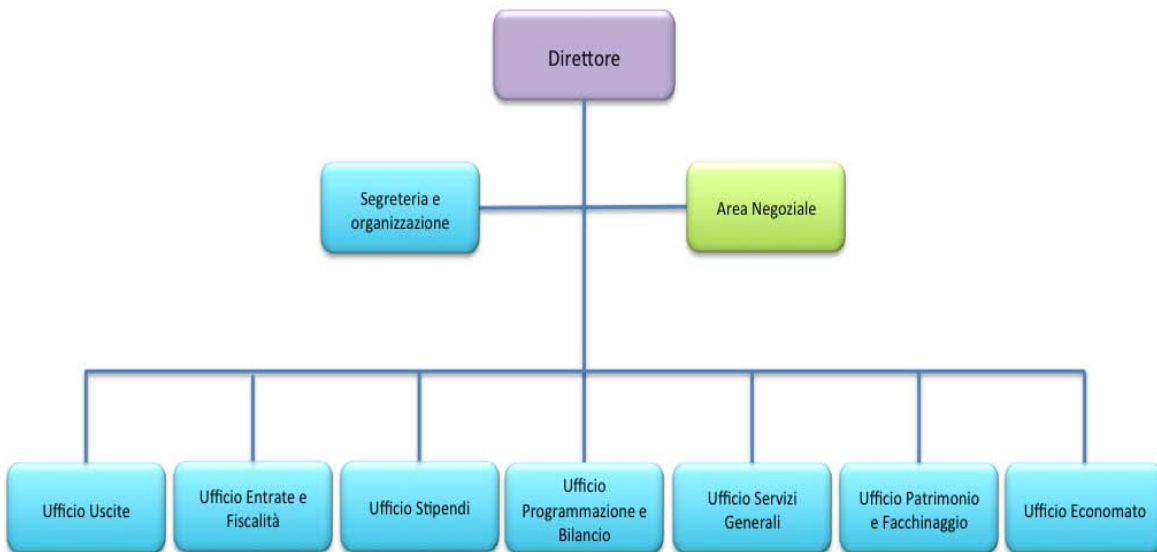 Direttore
Segreteria e
organizzazione
Area Negoziale
Ufficio Uscite
Ufficio Entrate e
Fiscalità
Ufficio Stipendi
Ufficio
Programmazione e
Bilancio
Ufficio Servizi
Generali
Ufficio Patrimonio
e Facchinaggio
Ufficio Economato